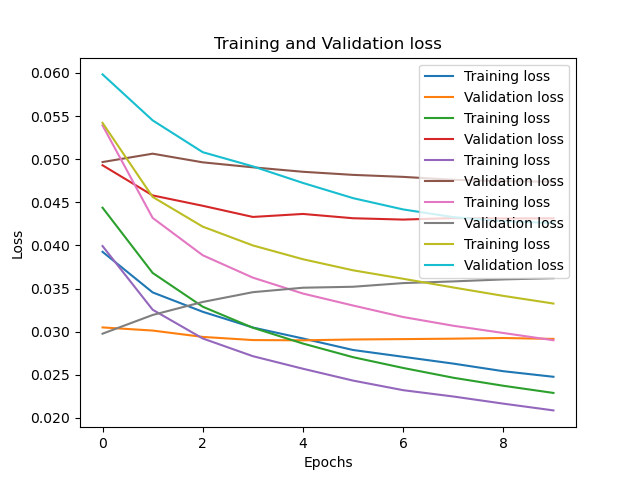 Training and Validation loss
0.060
0.055
0.050
0.045
0.040
0.035
0.030
0.025
0.020
Loss
Training loss
Validation loss
Training loss
Validation loss
Training loss
Validation loss
Training loss
Validation loss
Training loss
Validation loss
0 2 4 6 8
Epochs